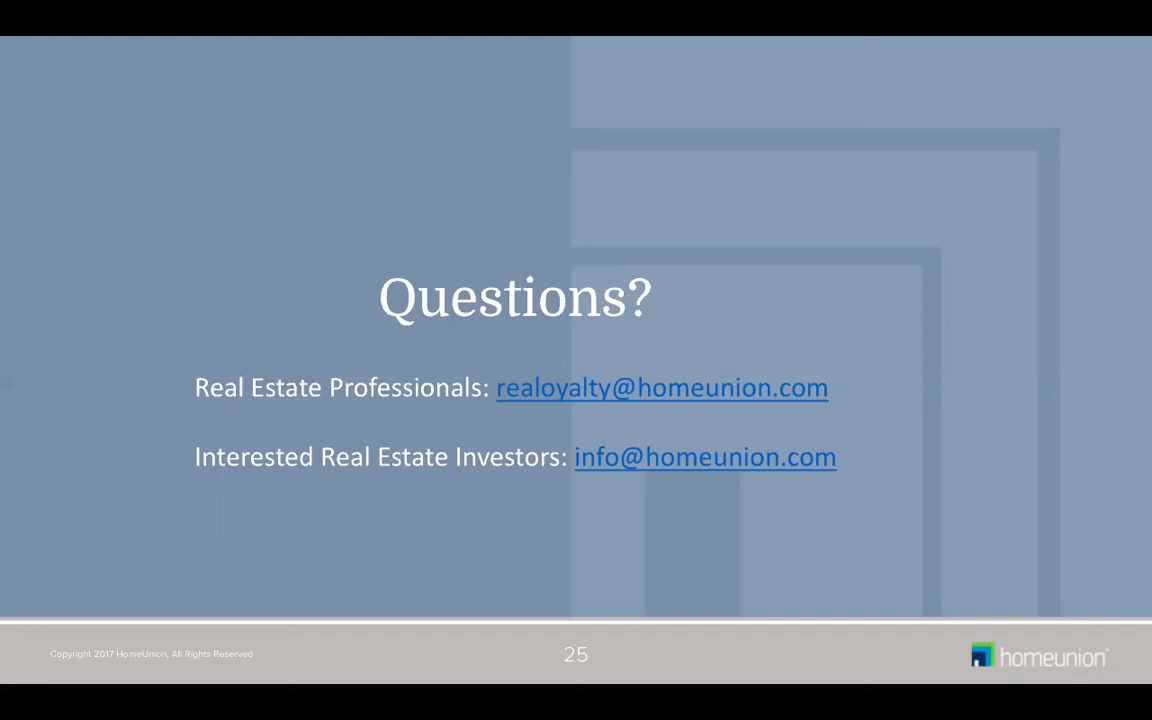 Questions?
Real Estate Professionals: realoyalty@homeunion.com
Interested Real Estate Investors: info@homeunion.com
Copyright 2017 HomeUnion, All Rights Reserved
25
homeunion™